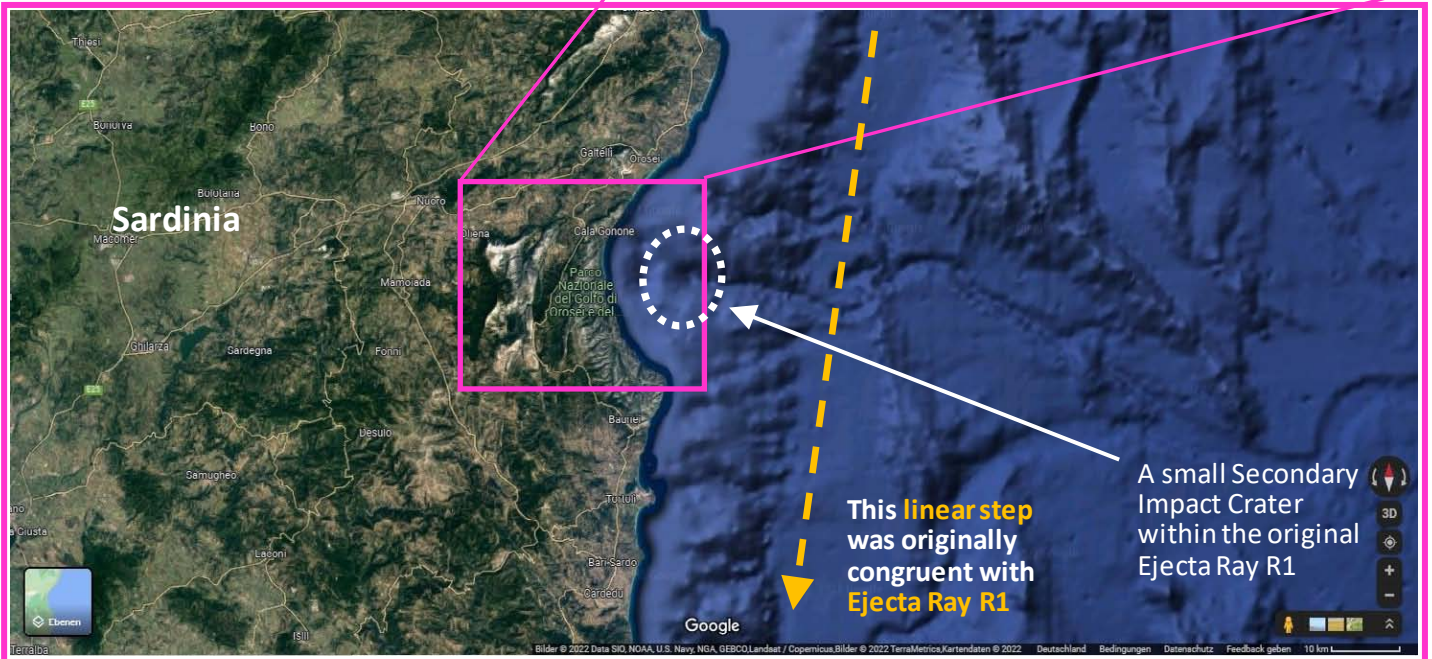 Thiesi
E25
Bonorva
Bono
Galtelli
Orosei
Bolotana
Nuoro
Sardinia
Macomer
Oliena
Cala Gonone
Mamoiada
Parco
Nazionale
del Golfo di
Orosei e del ...
Ghilarza
Sardegna
Fonni
E25
Baunei
Desulo
Samugheo
Tortolì
A small Secondary
Impact Crater
within the original
Ejecta Ray R1
This linear step
was originally
congruent with
Ejecta Ray R1
3D
ano
a Giusta
Laconi
Bari Sardo
Cardedu
Ebenen
Isili
Terralba
Google
Bilder © 2022 Data SIO, NOAA, U.S. Navy, NGA, GEBCO,Landsat / Copernicus,Bilder © 2022 TerraMetrics,Kartendaten © 2022 Deutschland Bedingungen Datenschutz Feedback geben 10 km